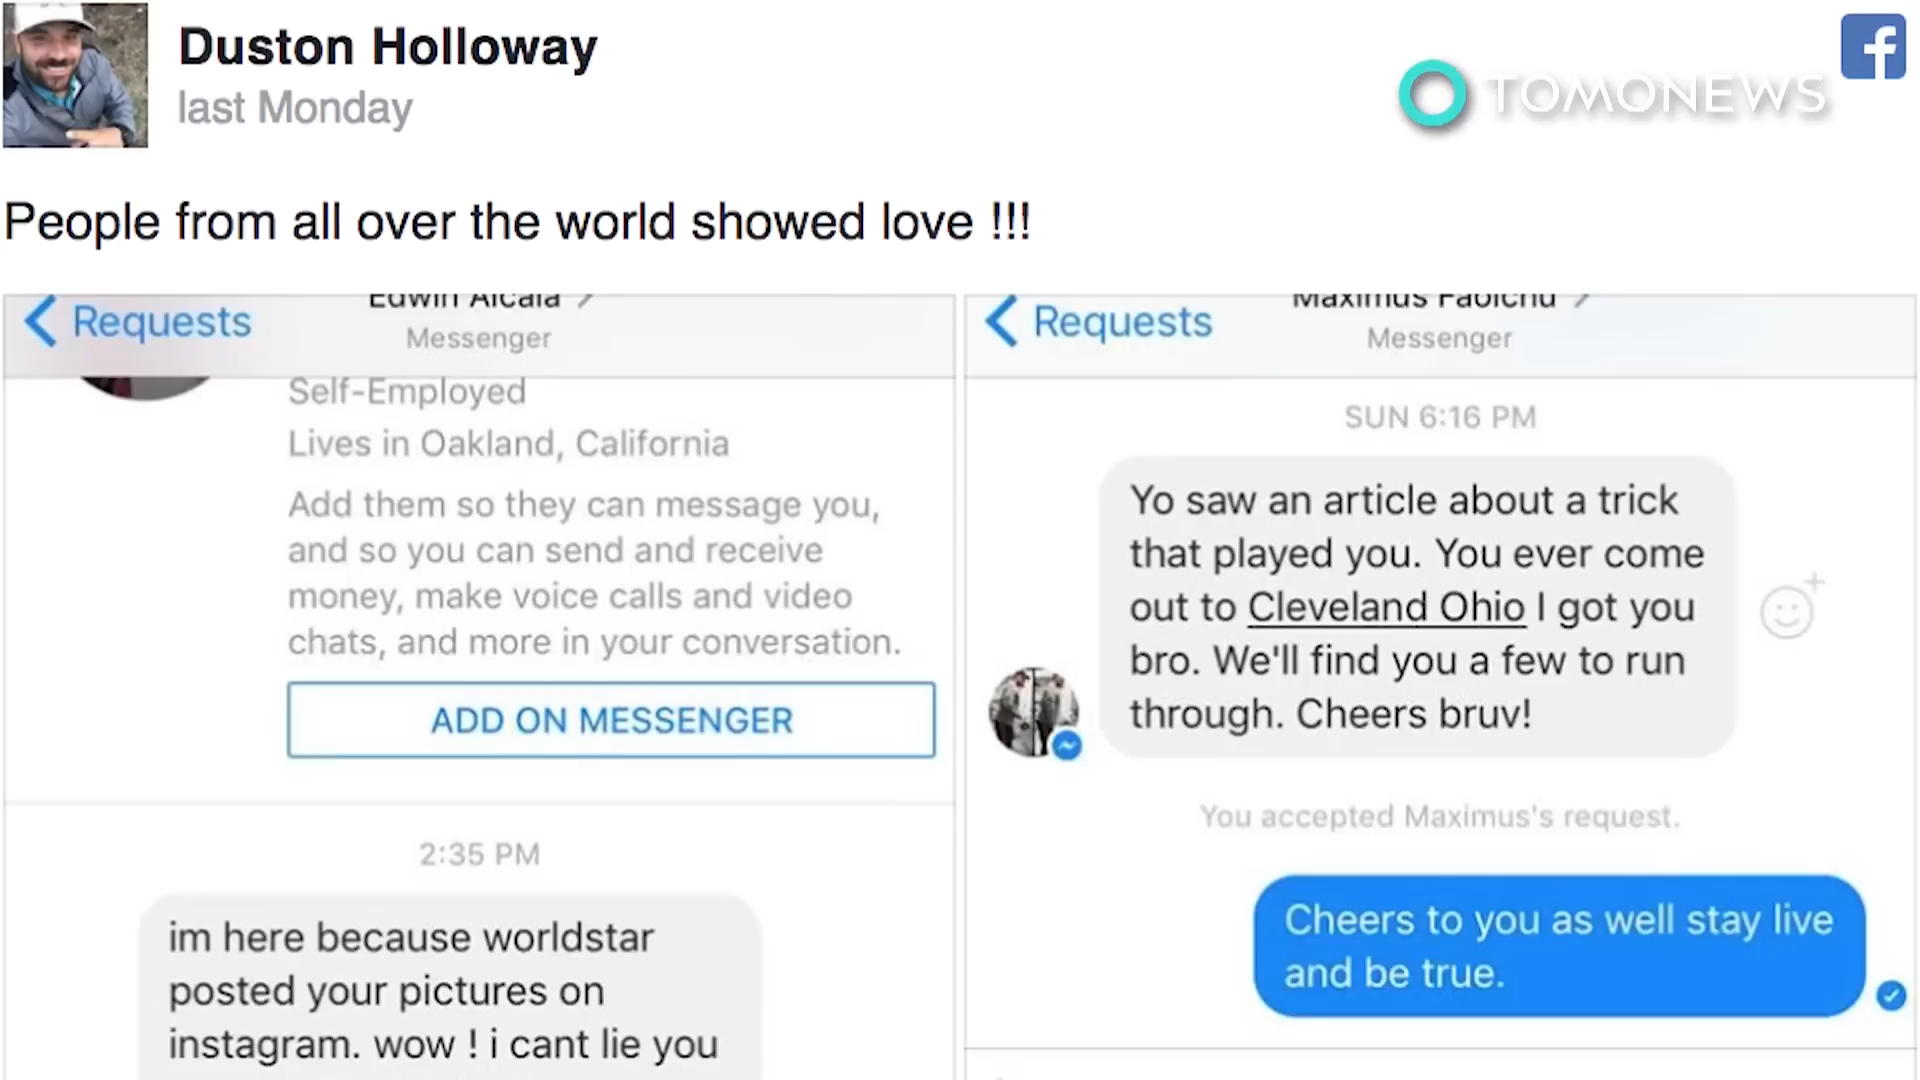 Duston Holloway
last Monday
TOMONEWS
People from all over the world showed love !!!
Requests
Edwin Alcala
Messenger
Self-Employed
Lives in Oakland, California
Add them so they can message you,
and so you can send and receive
money, make voice calls and video
chats, and more in your conversation.
ADD ON MESSENGER
2:35 PM
im here because worldstar
posted your pictures on
instagram. wow ! i cant lie you
Requests
Maximus
Messenger
SUN 6:16 PM
Yo saw an article about a trick
that played you. You ever come
out to Cleveland Ohio I got you
bro. We'll find you a few to run
through. Cheers bruv!
You accepted Maximus's request.
Cheers to you as well stay live
and be true.